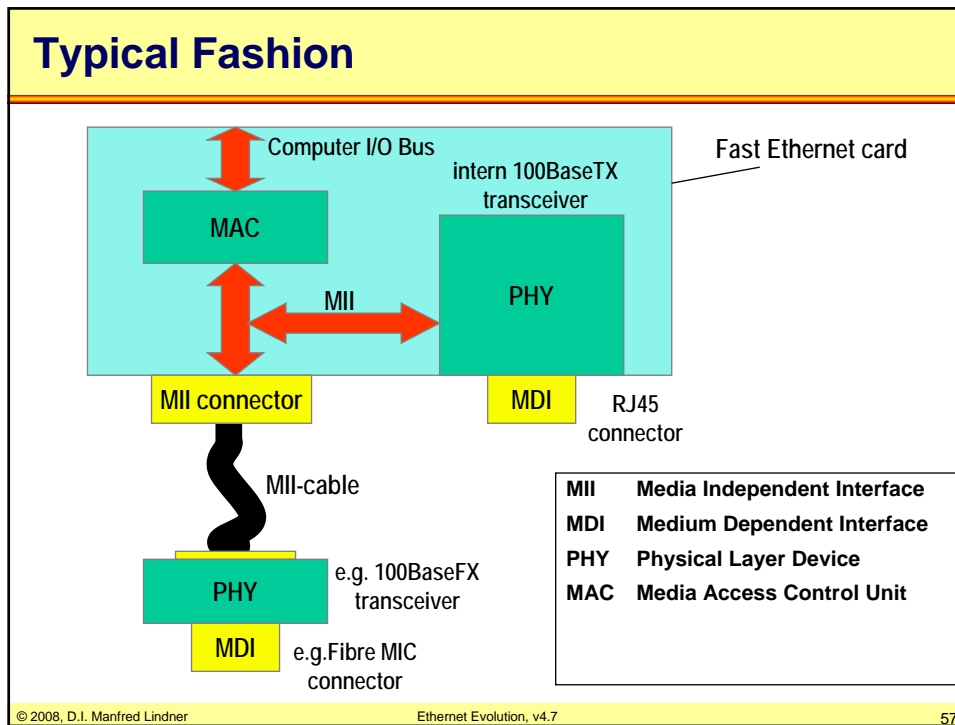 Typical Fashion
Computer I/O Bus
Fast Ethernet card
intern 100BaseTX
transceiver
MAC
MII
PHY
MII connector
MDI
RJ45
connector
MII-cable
MII Media Independent Interface
MDI Medium Dependent Interface
PHY Physical Layer Device
MAC Media Access Control Unit
PHY
e.g. 100BaseFX
transceiver
MDI
e.g.Fibre MIC
connector
© 2008, D.I. Manfred Lindner
Ethernet Evolution, v4.7
57